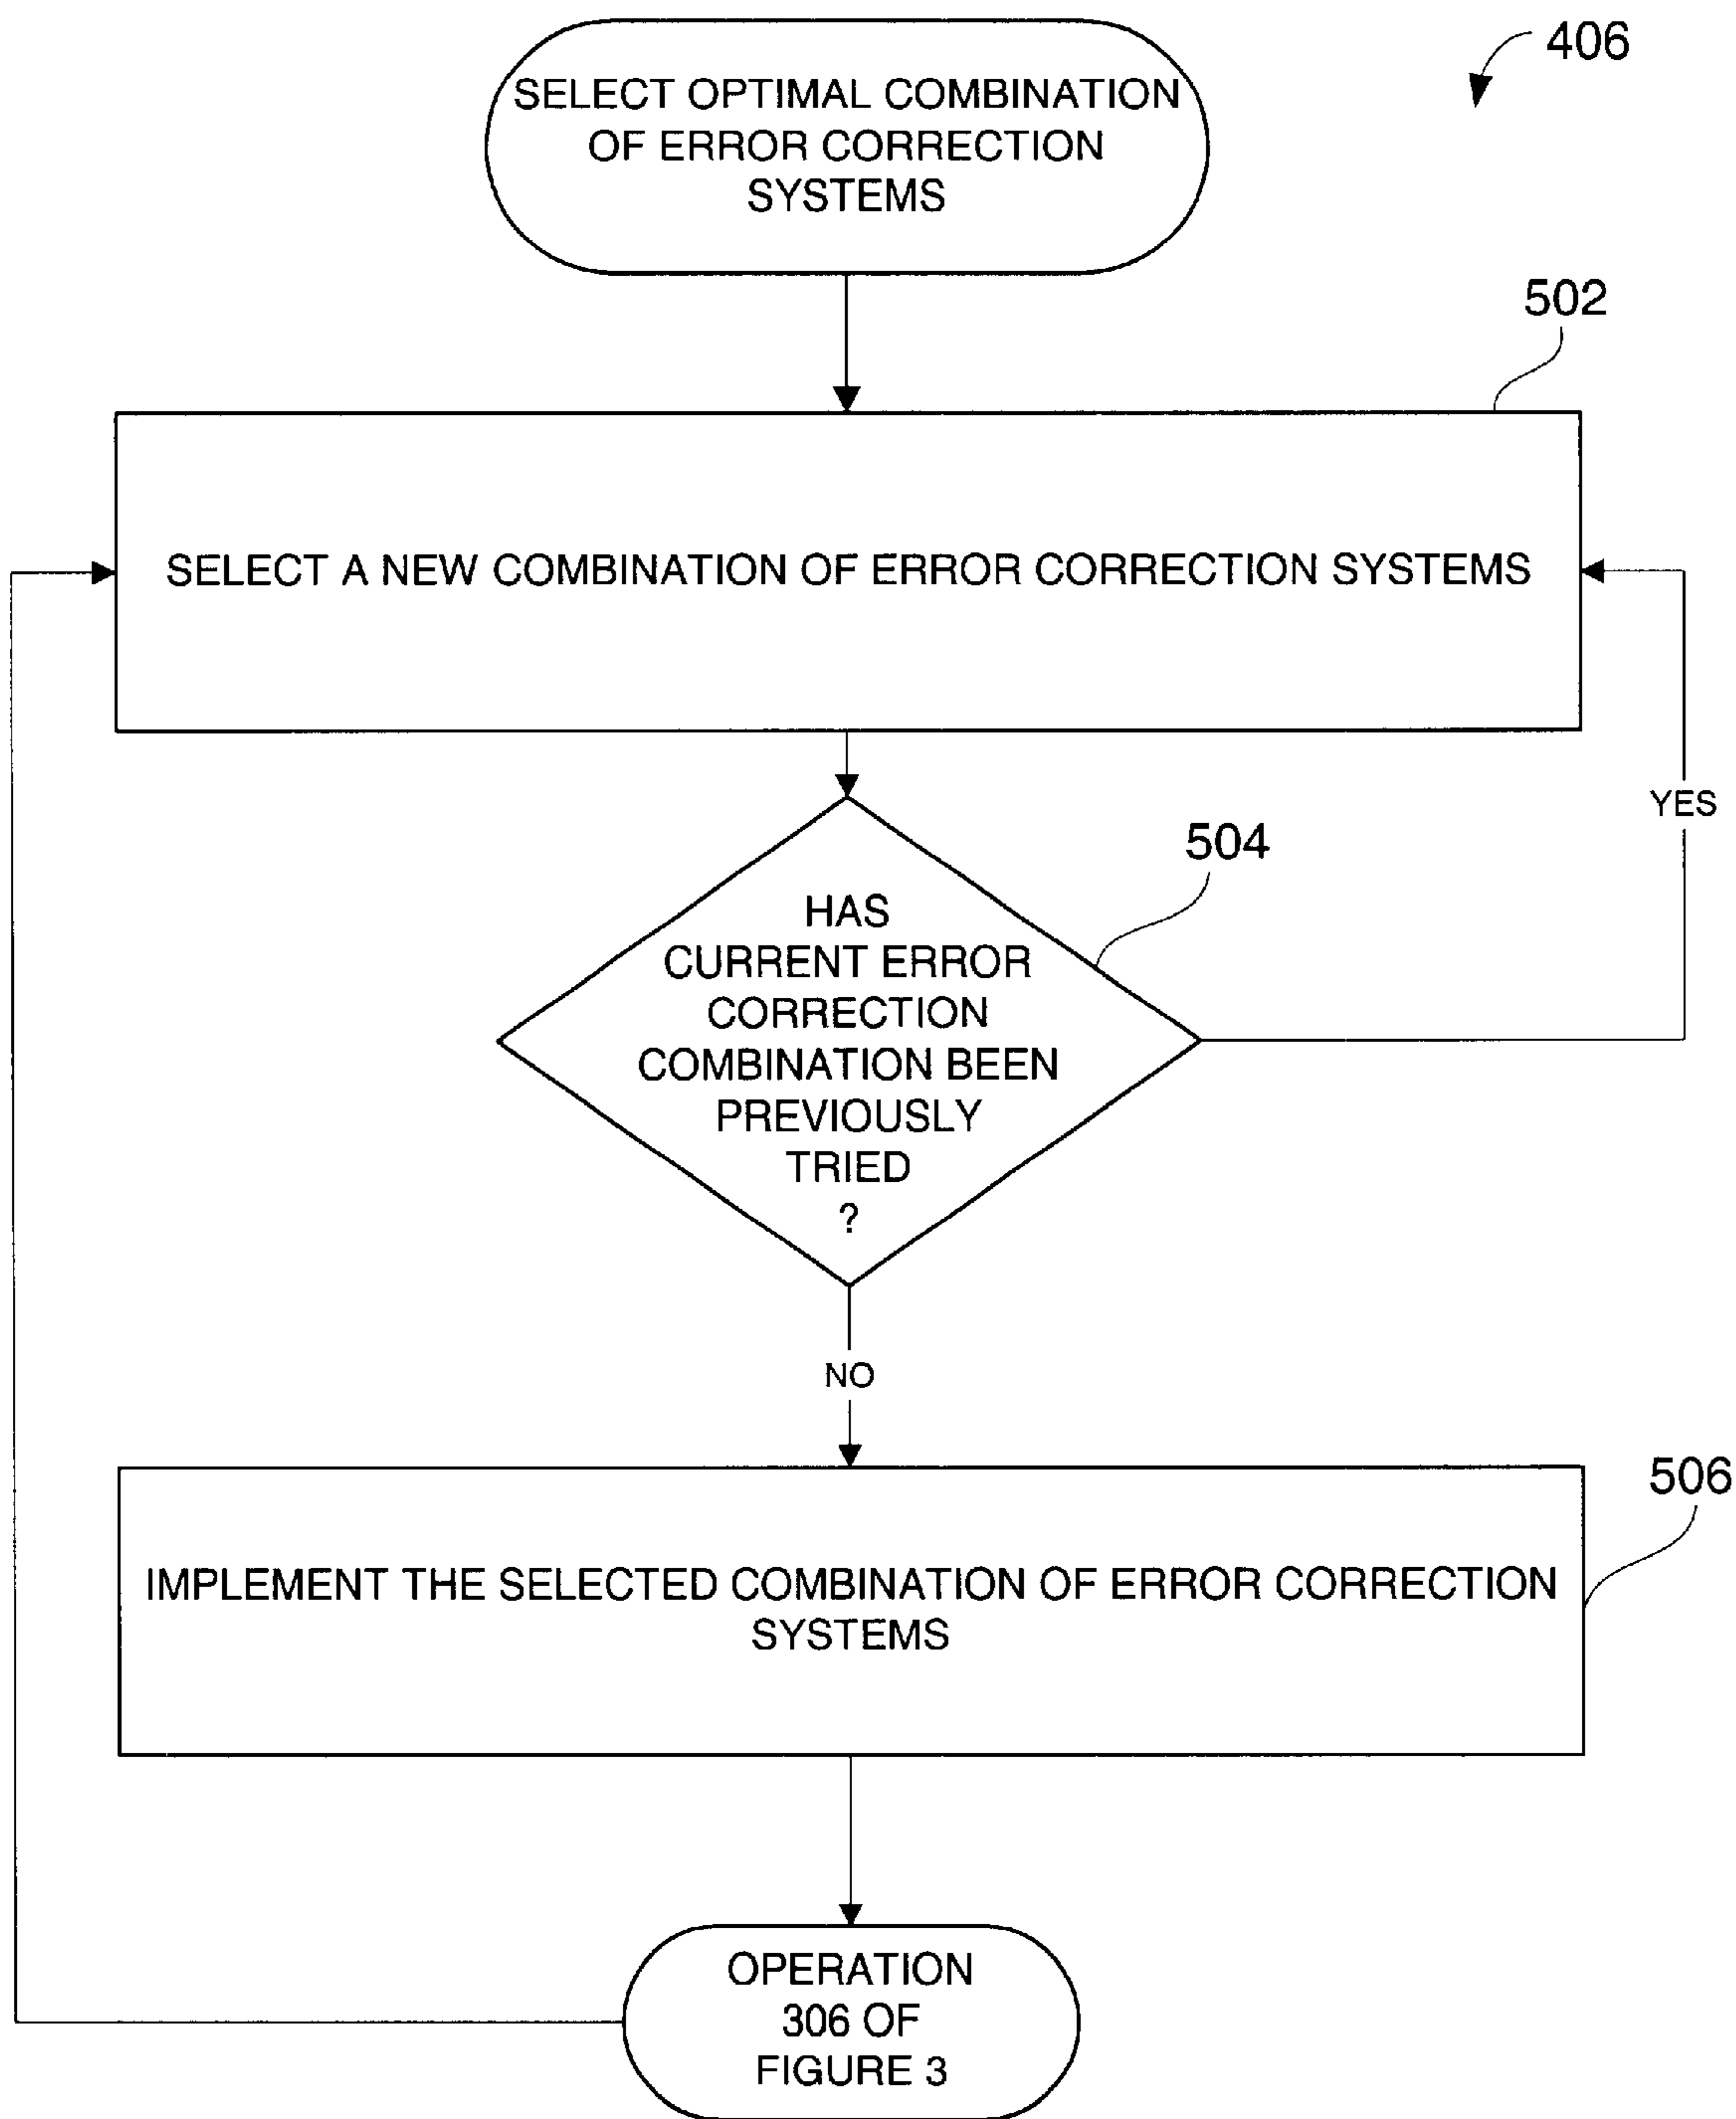 406
SELECT OPTIMAL COMBINATION
OF ERROR CORRECTION
SYSTEMS
502
SELECT A NEW COMBINATION OF ERROR CORRECTION SYSTEMS
YES
504
HAS
CURRENT ERROR
CORRECTION
COMBINATION BEEN
PREVIOUSLY
TRIED
?
NO
506
IMPLEMENT THE SELECTED COMBINATION OF ERROR CORRECTION
SYSTEMS
OPERATION
306 OF
FIGURE 3